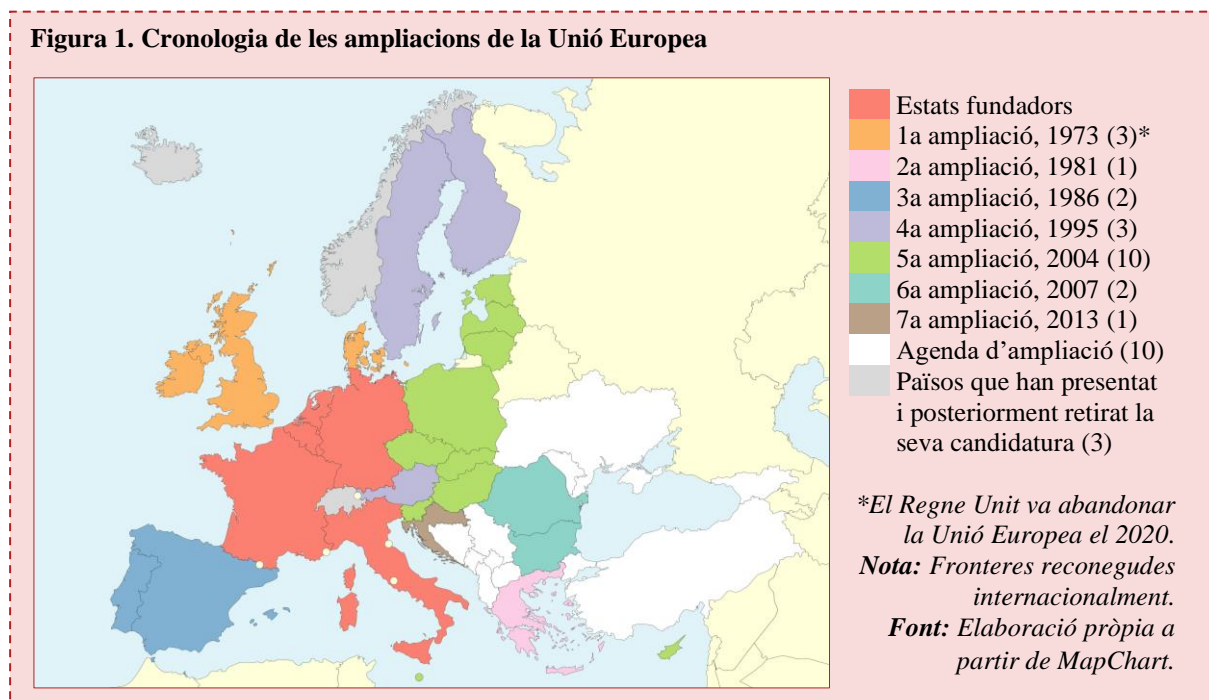 Figura 1. Cronologia de les ampliacions de la Unió Europea
Estats fundadors
1a ampliació, 1973 (3)*
2a ampliació, 1981 (1)
3a ampliació, 1986 (2)
4a ampliació, 1995 (3)
5a ampliació, 2004 (10)
6a ampliació, 2007 (2)
7a ampliació, 2013 (1)
Agenda d’ampliació (10)
Països que han presentat
i posteriorment retirat la
seva candidatura (3)
*El Regne Unit va abandonar
la Unió Europea el 2020.
Nota: Fronteres reconegudes
internacionalment.
Font: Elaboració pròpia a
partir de MapChart.